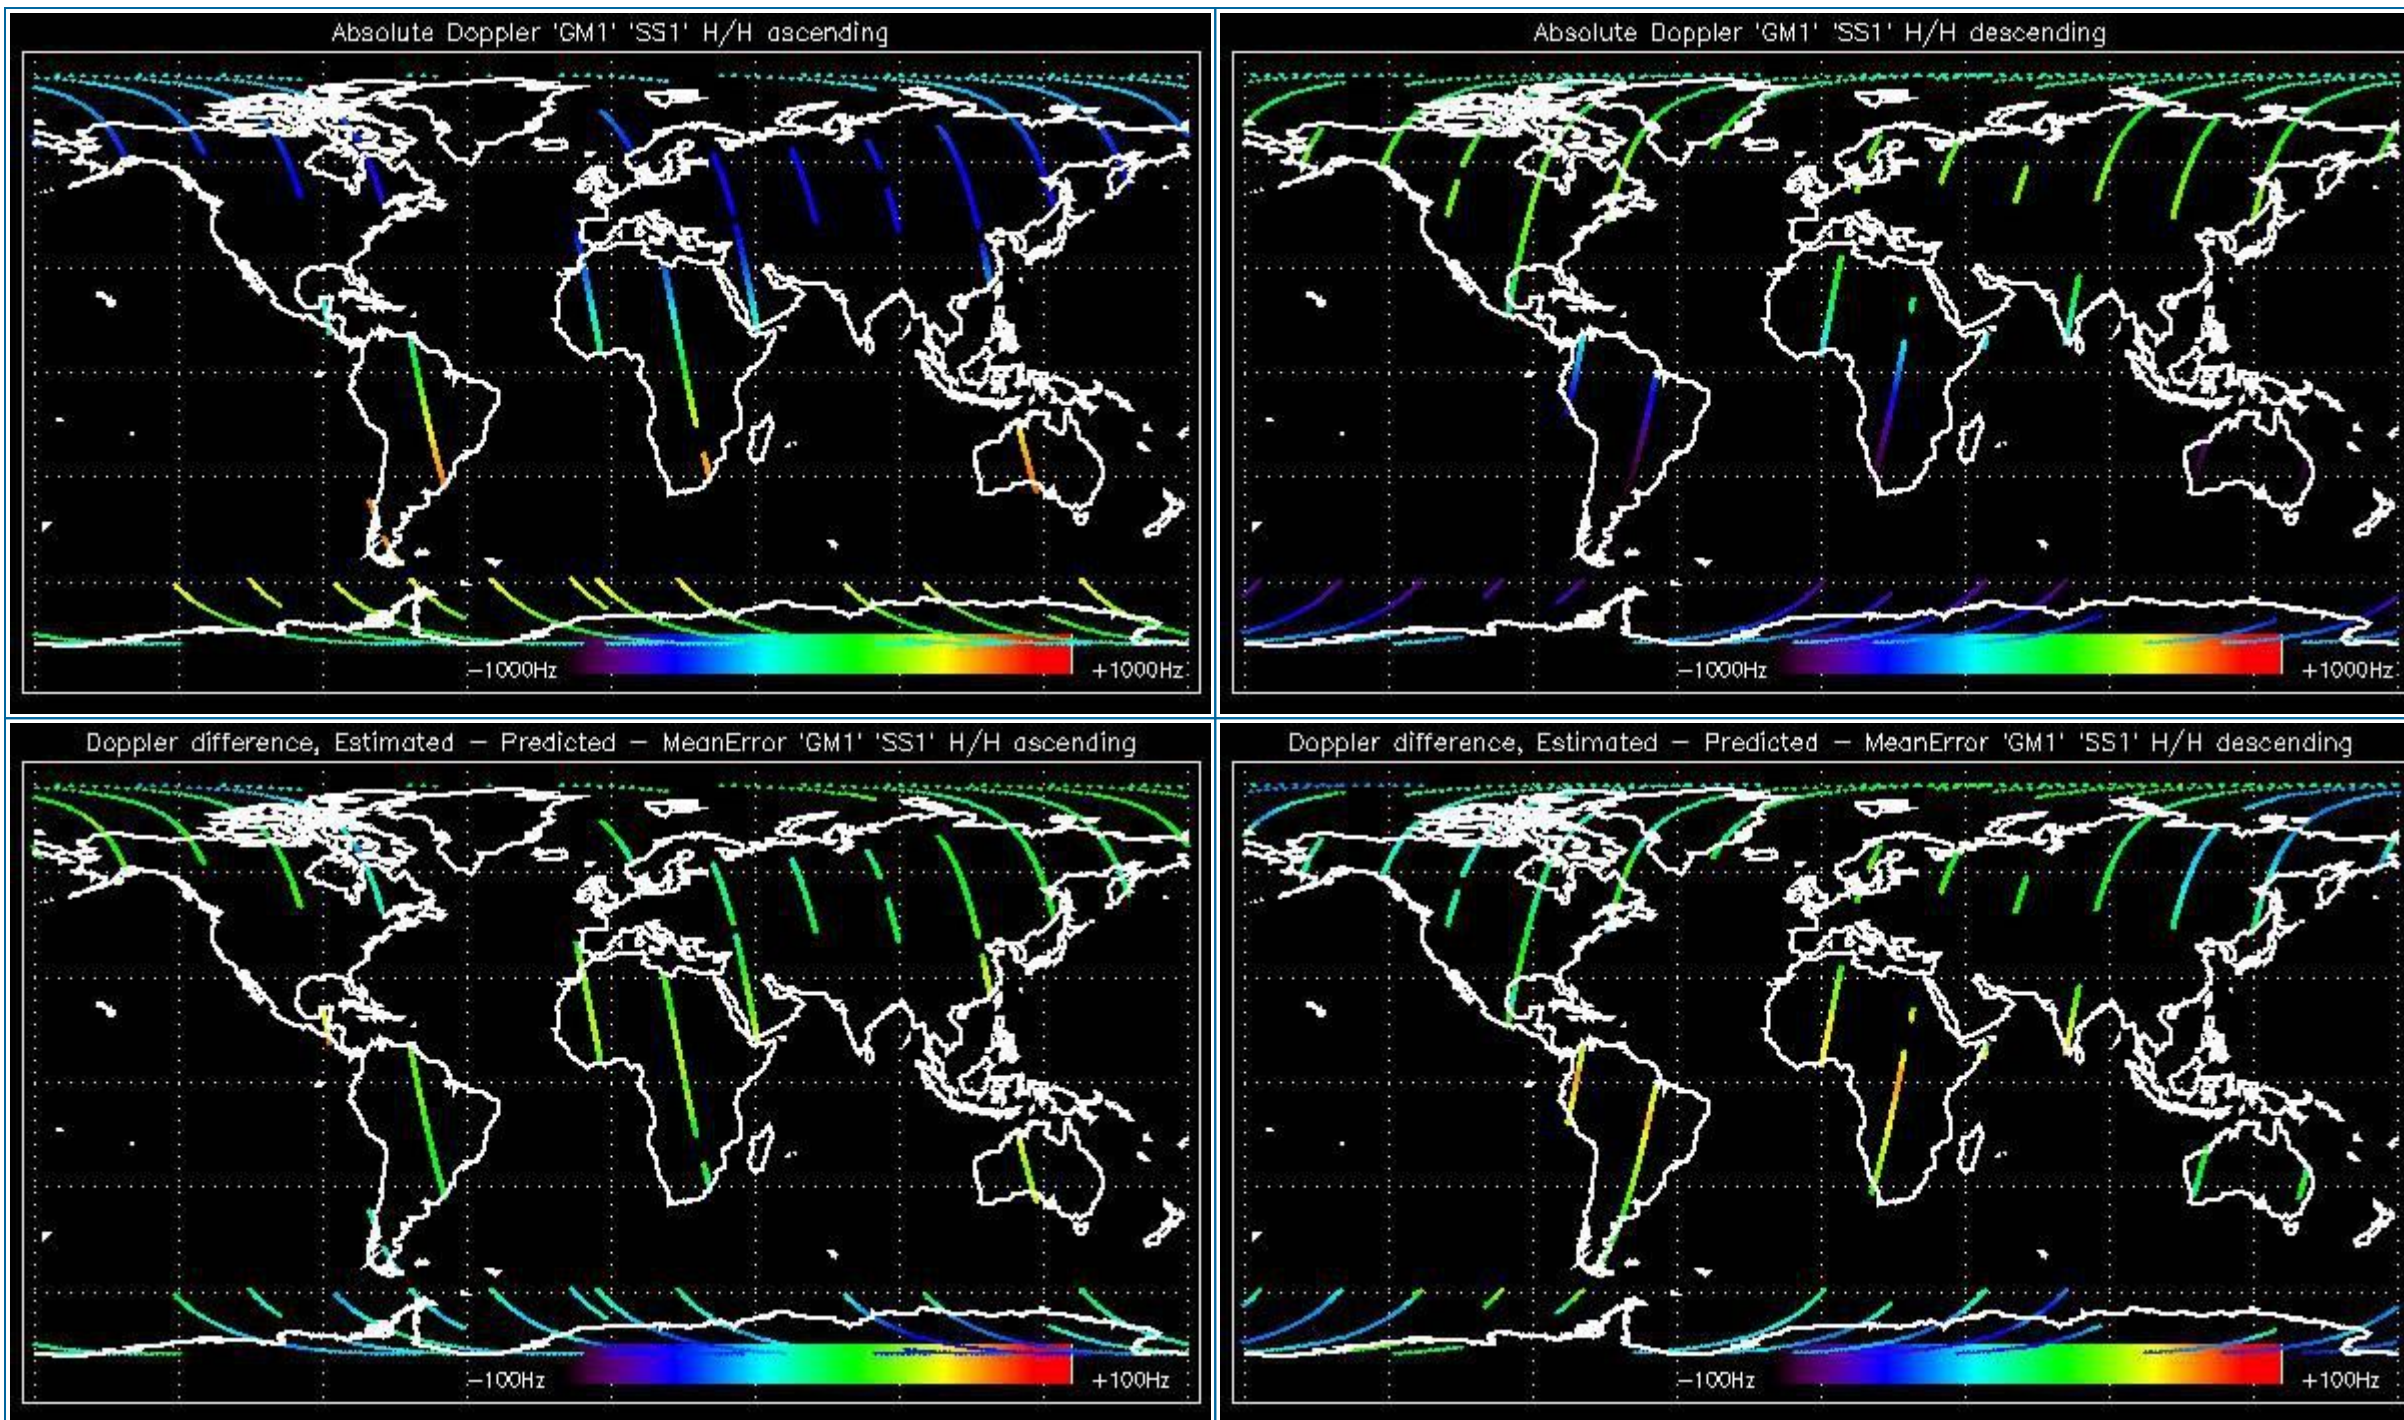 Absolute Doppler 'GM1' 'SS1' H/H ascending
−1000Hz +1000Hz
Absolute Doppler 'GM1' 'SS1' H/H descending
−1000Hz +1000Hz
Doppler difference, Estimated − Predicted − MeanError 'GM1' 'SS1' H/H ascending
−100Hz +100Hz
Doppler difference, Estimated − Predicted − MeanError 'GM1' 'SS1' H/H descending
−100Hz +100Hz